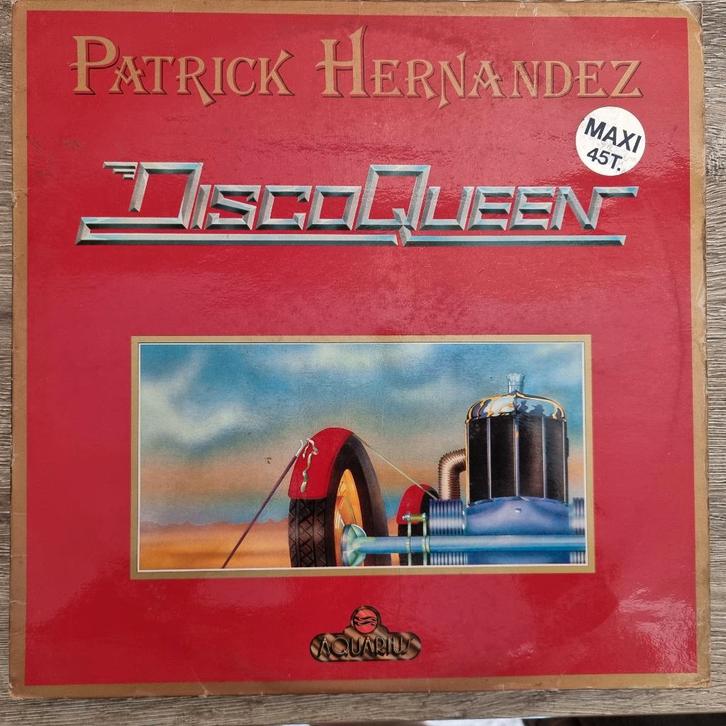 PATRICK HERNANDEZ
MAXI
45T.
DISCOQUEEN
AQUARIUS